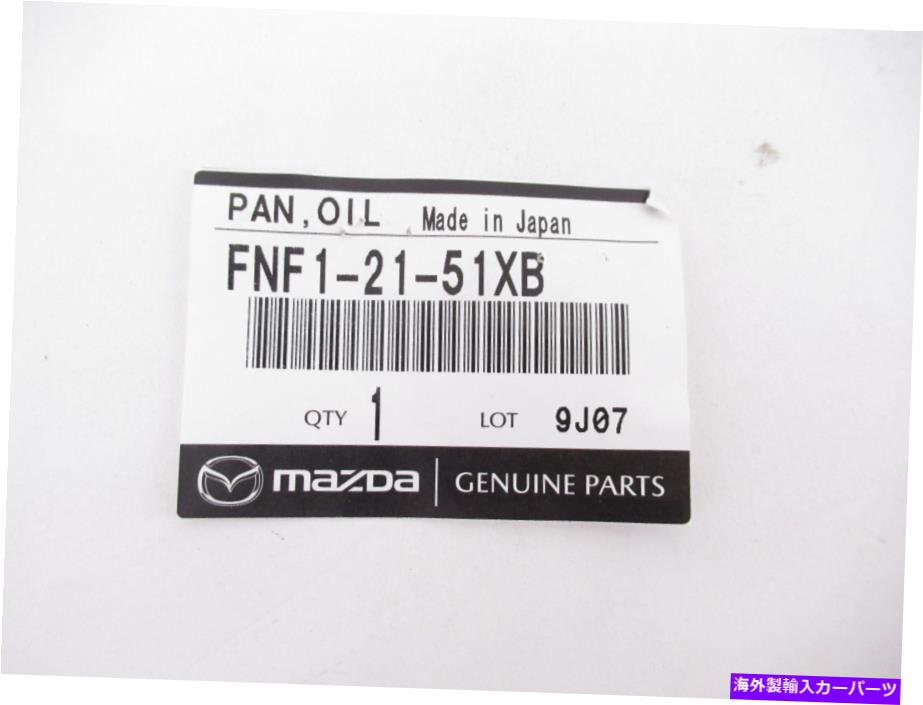 PAN,OIL Made in Japan
FNF1-21-51XB
QTY 1 LOT 9J07
mazda GENUINE PARTS
海外製輸入カーパーツ